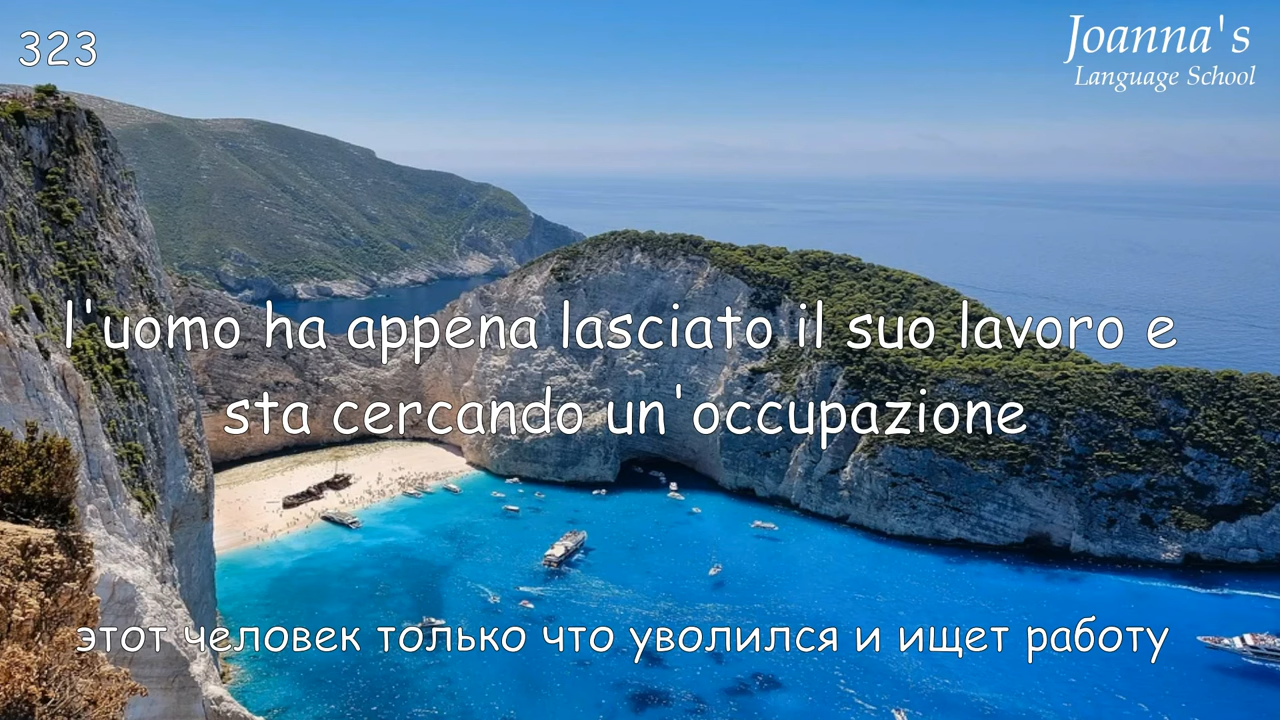 323
Joanna's
Language School
l'uomo ha appena lasciato il suo lavoro e
sta cercando un'occupazione
этот человек только что уволился и ищет работу